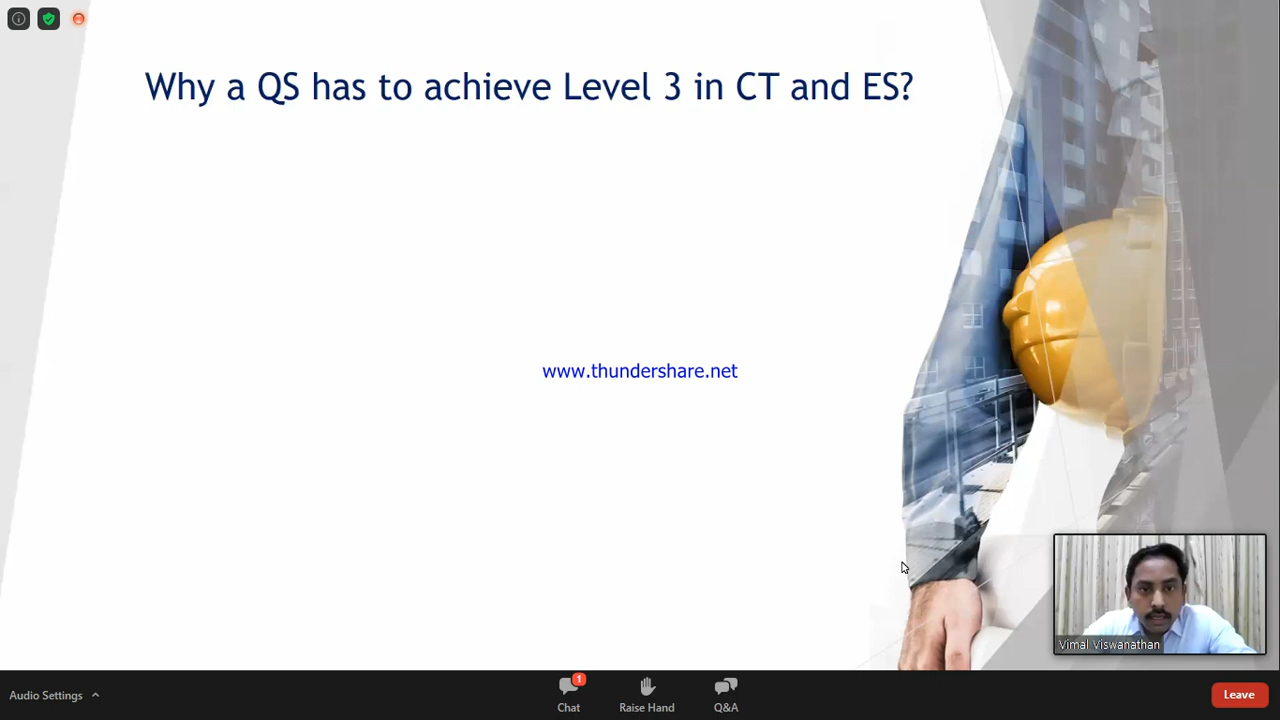 Why a QS has to achieve Level 3 in CT and ES?
www.thundershare.net
Vimal Viswanathan
Audio Settings
1
Chat
Raise Hand
Q&A
Leave